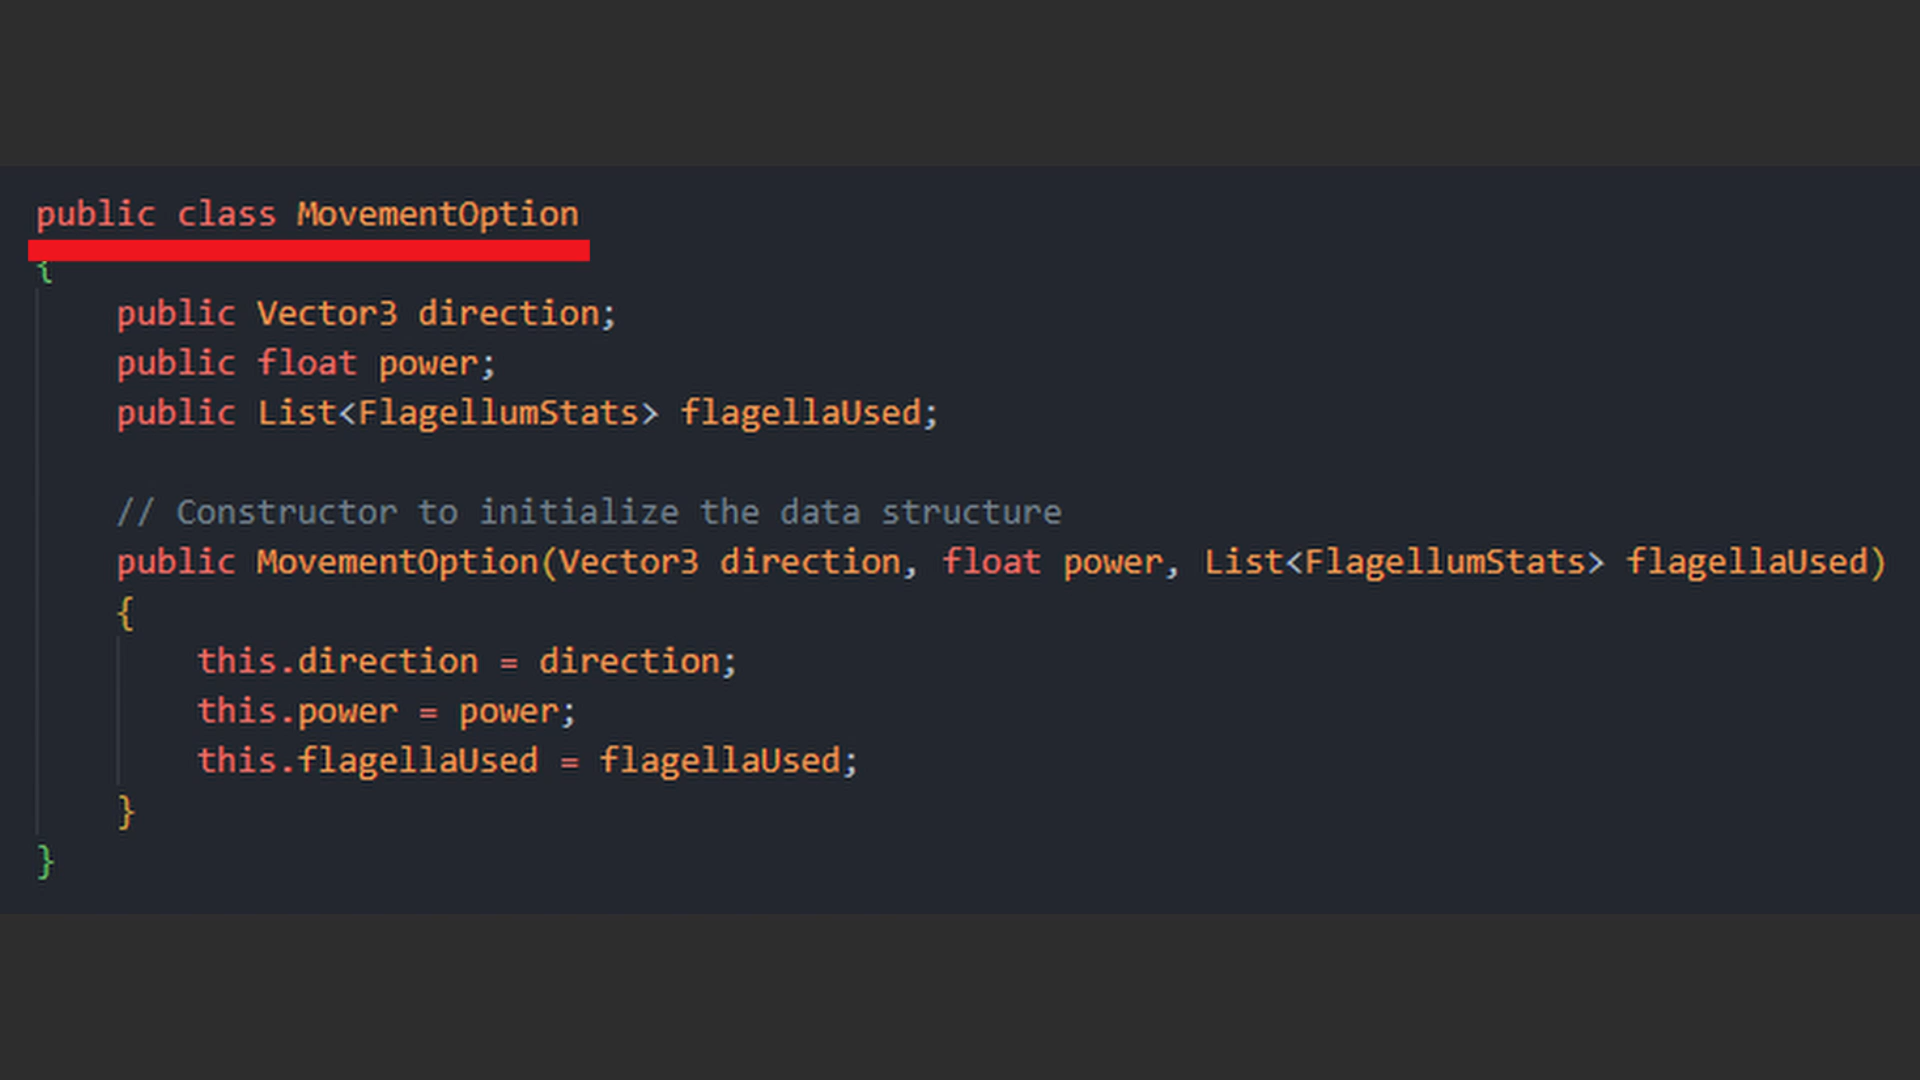 public class MovementOption
{
public Vector3 direction;
public float power;
public List<FlagellumStats> flagellaUsed;
// Constructor to initialize the data structure
public MovementOption(Vector3 direction, float power, List<FlagellumStats> flagellaUsed)
{
this.direction = direction;
this.power = power;
this.flagellaUsed = flagellaUsed;
}
}